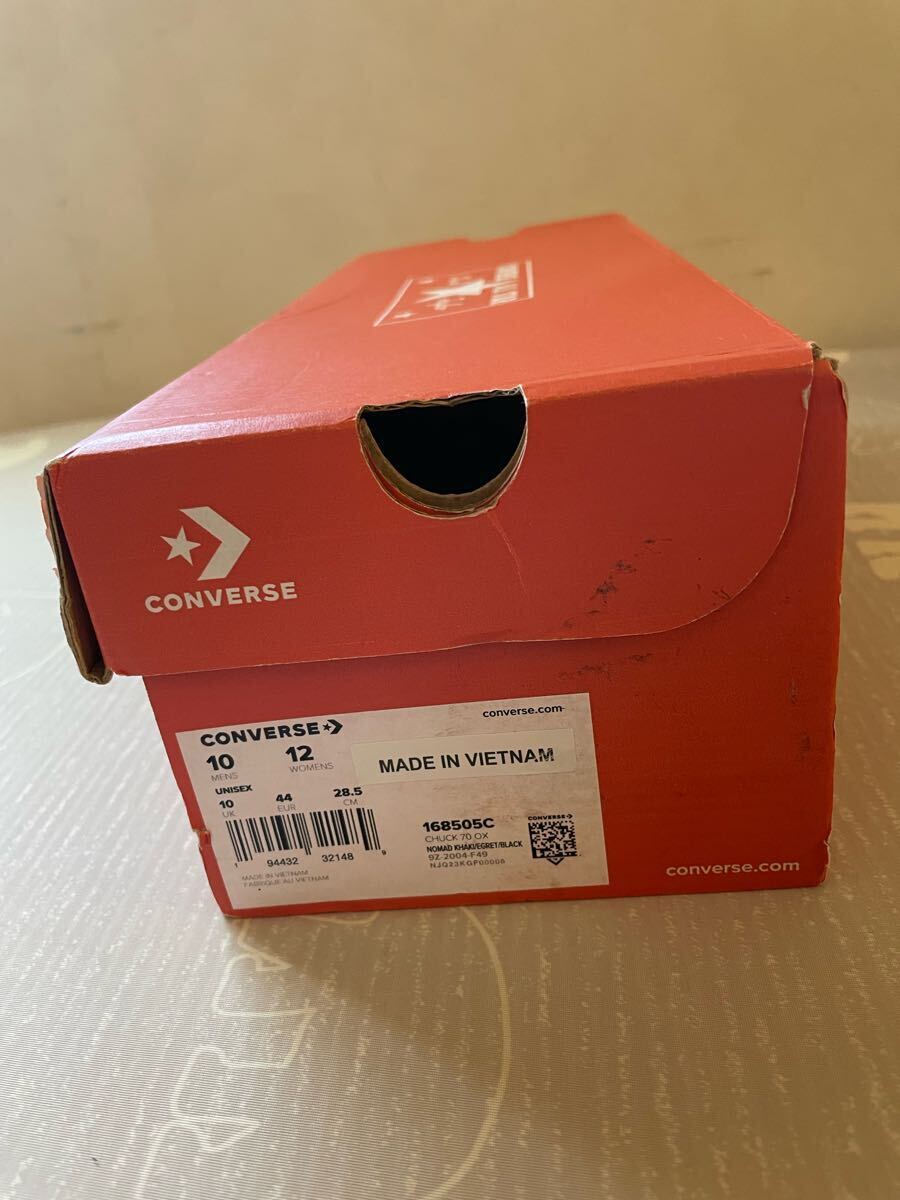 CONVERSE
CONVERSE
converse.com
10
MENS
12
WOMENS
MADE IN VIETNAM
UNISEX
10
UK
44
EUR
28.5
CM
1 94432 32148 9
MADE IN VIETNAM
FABRIQUE AU VIETNAM
168505C
CHUCK 70 OX
NOMAD KHAKI/EGRET/BLACK
9Z-2004-F49
CONVERSE
converse.com